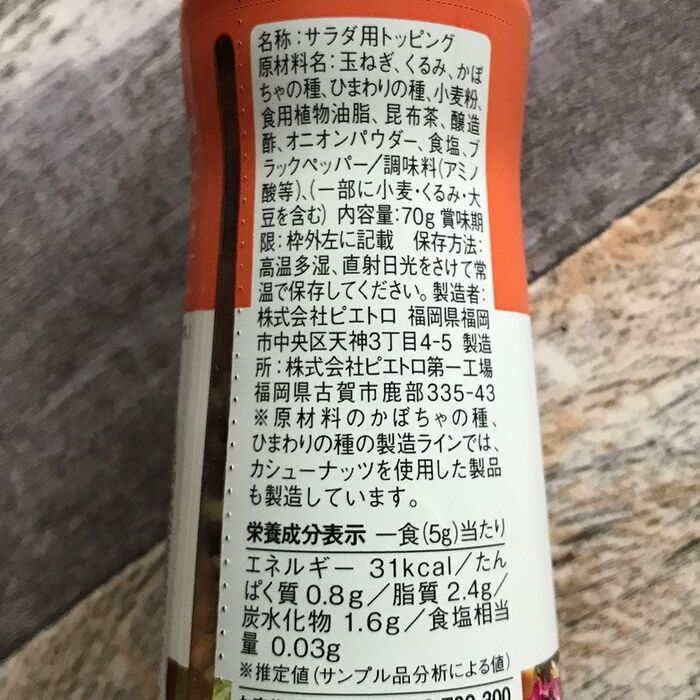 名称:サラダ用トッピング
原材料名:玉ねぎ、くるみ、かぼ
ちゃの種、ひまわりの種、小麦粉、
食用植物油脂、昆布茶、醸造
酢、オニオンパウダー、食塩、ブ
ラックペッパー/調味料(アミノ
酸等)、(一部に小麦・くるみ・大
豆を含む) 内容量:70g 賞味期
限:枠外左に記載 保存方法:
高温多湿、直射日光をさけて常
温で保存してください。製造者:
株式会社ピエトロ 福岡県福岡
市中央区天神3丁目4-5 製造
所:株式会社ピエトロ第一工場
福岡県古賀市鹿部335-43
※原材料のかぼちゃの種、
ひまわりの種の製造ラインでは、
カシューナッツを使用した製品
も製造しています。
栄養成分表示 一食(5g)当たり
エネルギー 31kcal/たん
ぱく質 0.8g/脂質 2.4g/
炭水化物 1.6g/食塩相当
量 0.03g
※推定値(サンプル品分析による値)